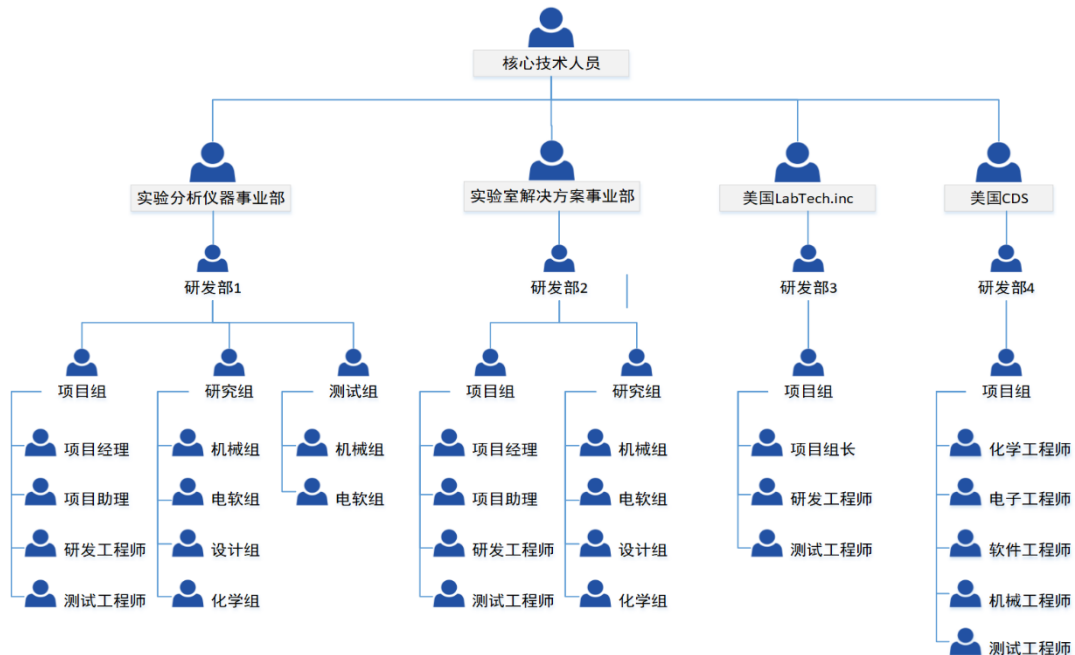 核心技术人员
实验分析仪器事业部
实验室解决方案事业部
美国LabTech.inc
美国CDS
研发部1
研发部2
研发部3
研发部4
项目组
研究组
测试组
项目组
研究组
项目组
项目组
项目经理
机械组
机械组
项目经理
机械组
项目组长
化学工程师
项目助理
电软组
电软组
项目助理
电软组
研发工程师
电子工程师
研发工程师
设计组
研发工程师
设计组
测试工程师
软件工程师
测试工程师
化学组
测试工程师
化学组
机械工程师
测试工程师